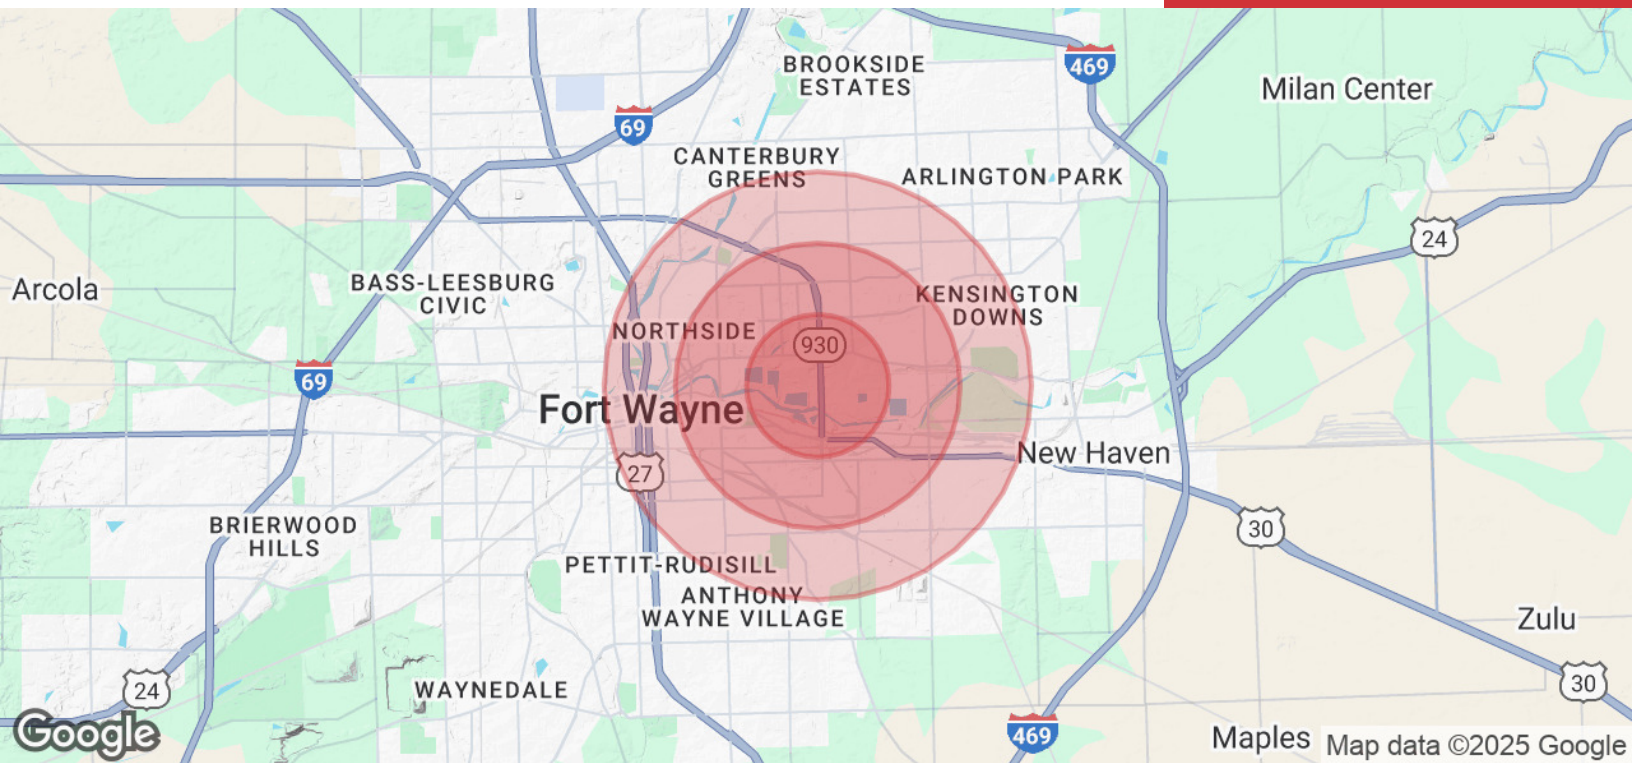 BROOKSIDE
ESTATES
469
Milan Center
69
CANTERBURY
GREENS
ARLINGTON PARK
24
Arcola
BASS-LEESBURG
CIVIC
KENSINGTON
DOWNS
NORTHSIDE
930
69
Fort Wayne
New Haven
27
BRIERWOOD
HILLS
30
PETTIT-RUDISILL
ANTHONY
WAYNE VILLAGE
Zulu
24
WAYNEDALE
30
Google
469
Maples
Map data ©2025 Google